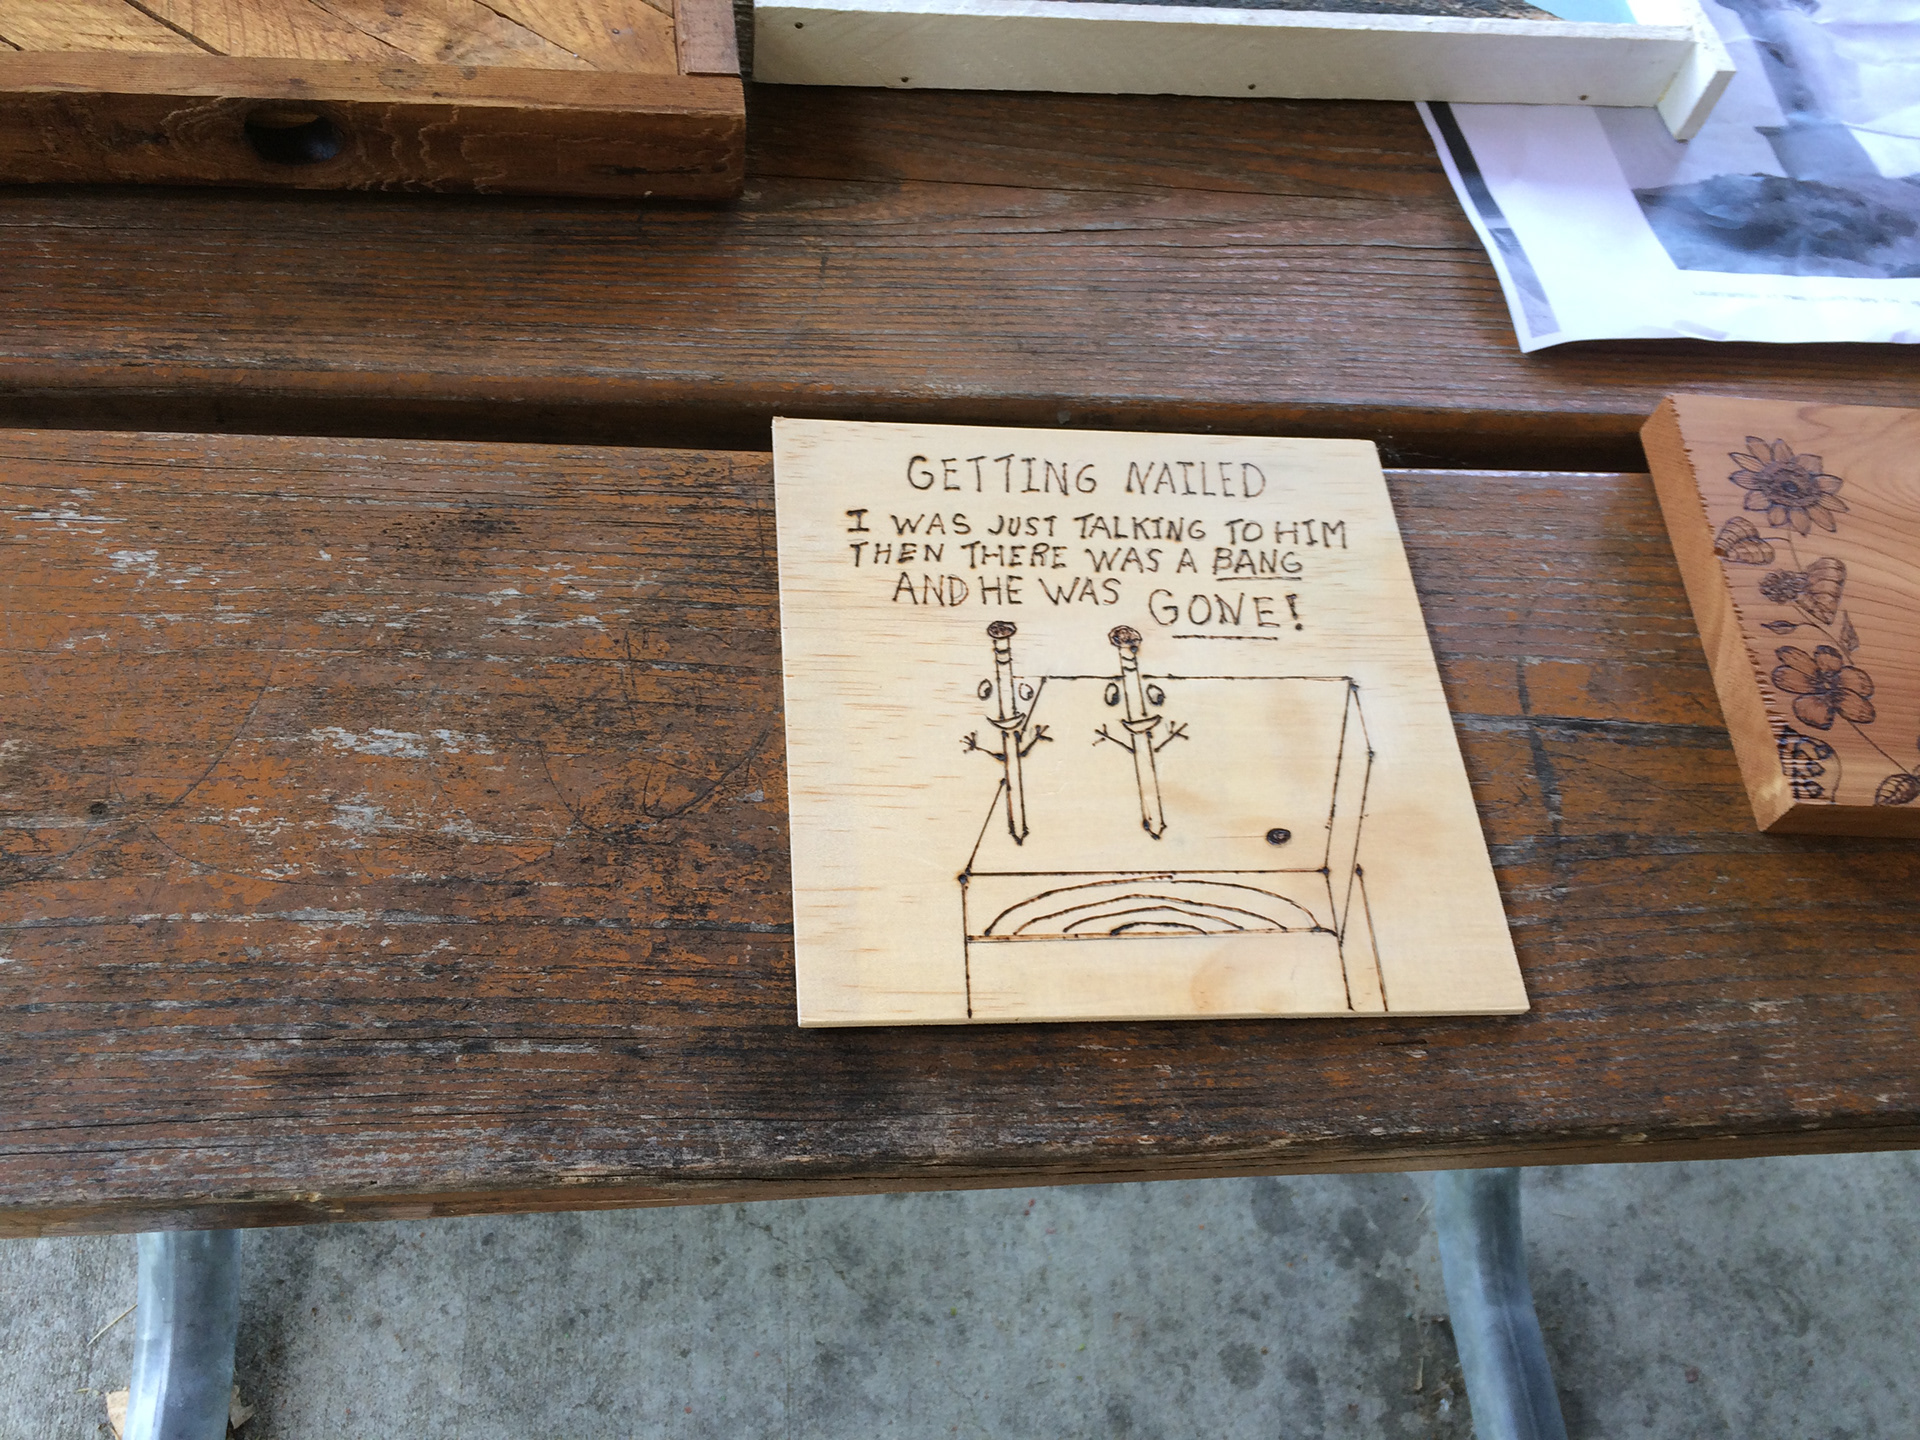 GETTING NAILED
I WAS JUST TALKING TO HIM
THEN THERE WAS A BANG
AND HE WAS GONE!